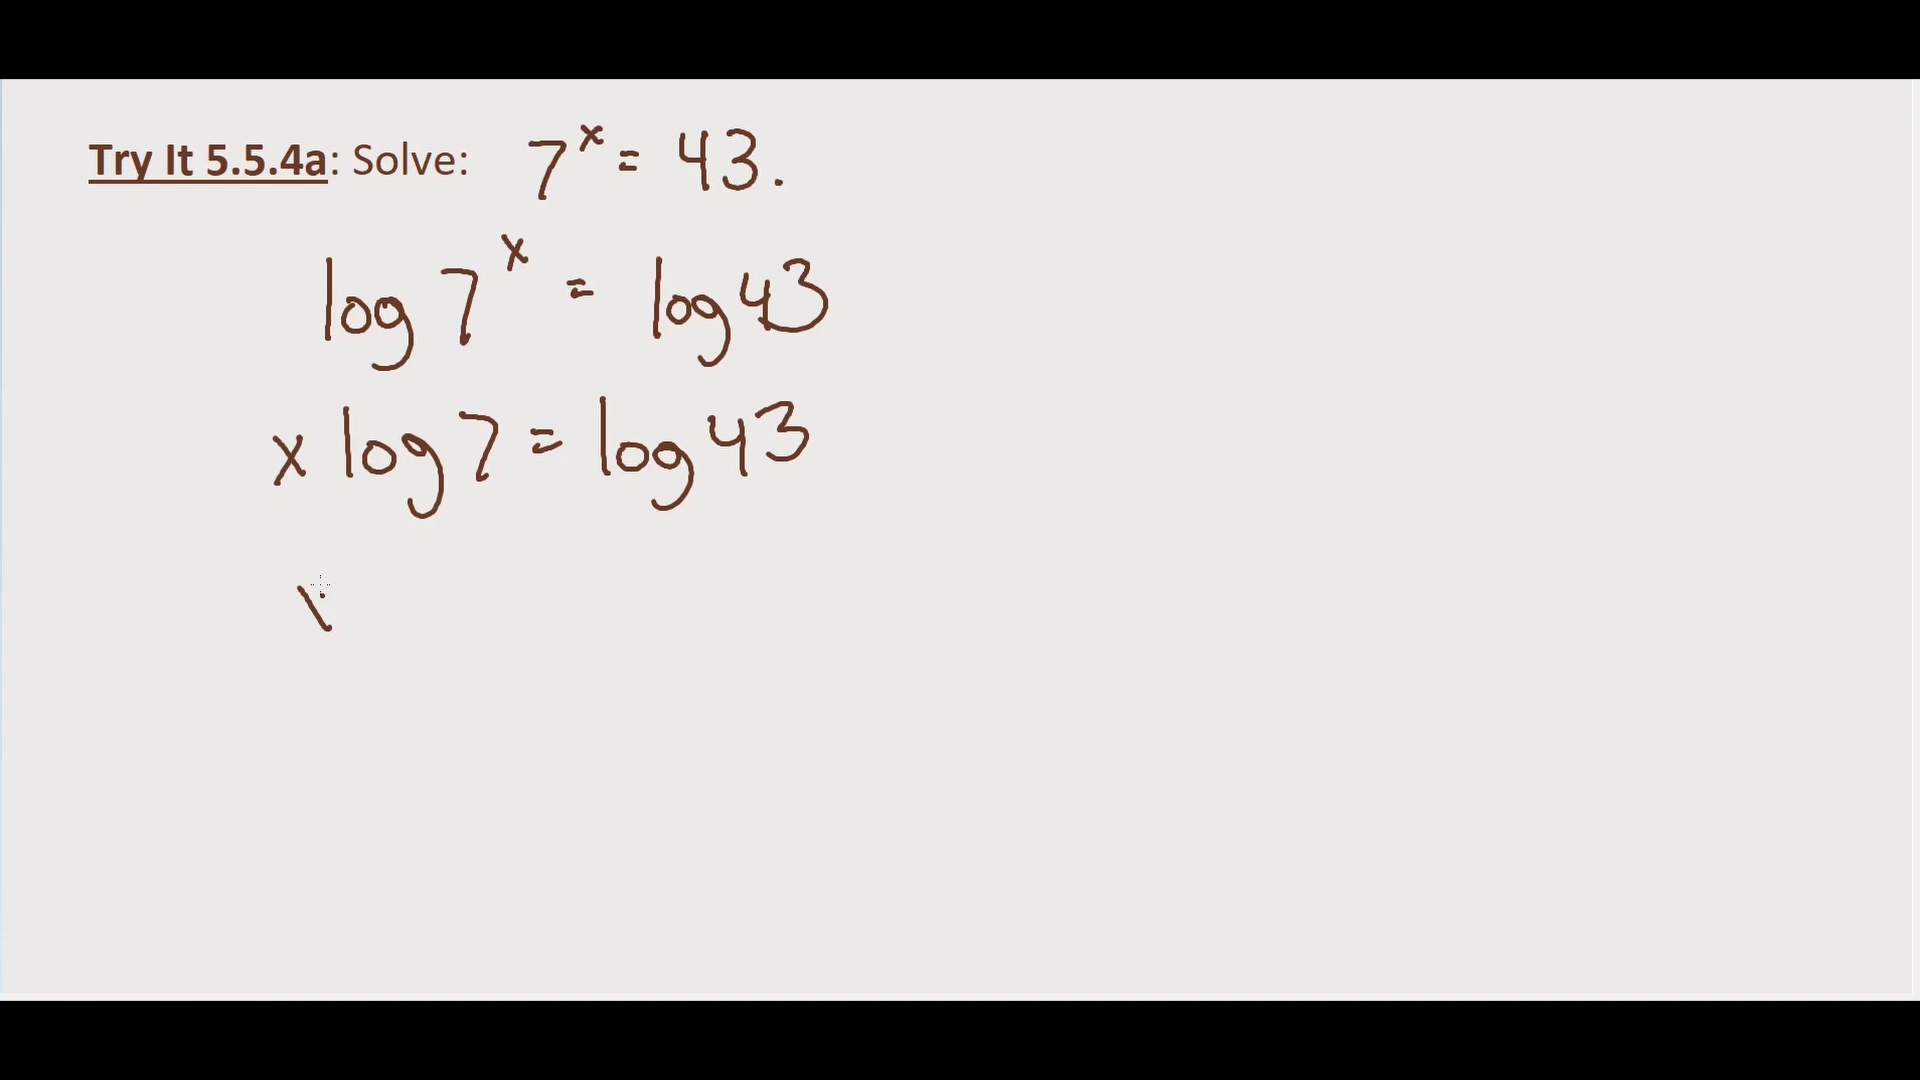 Try It 5.5.4a: Solve: 7^x = 43.
log 7^x = log 43
x log 7 = log 43